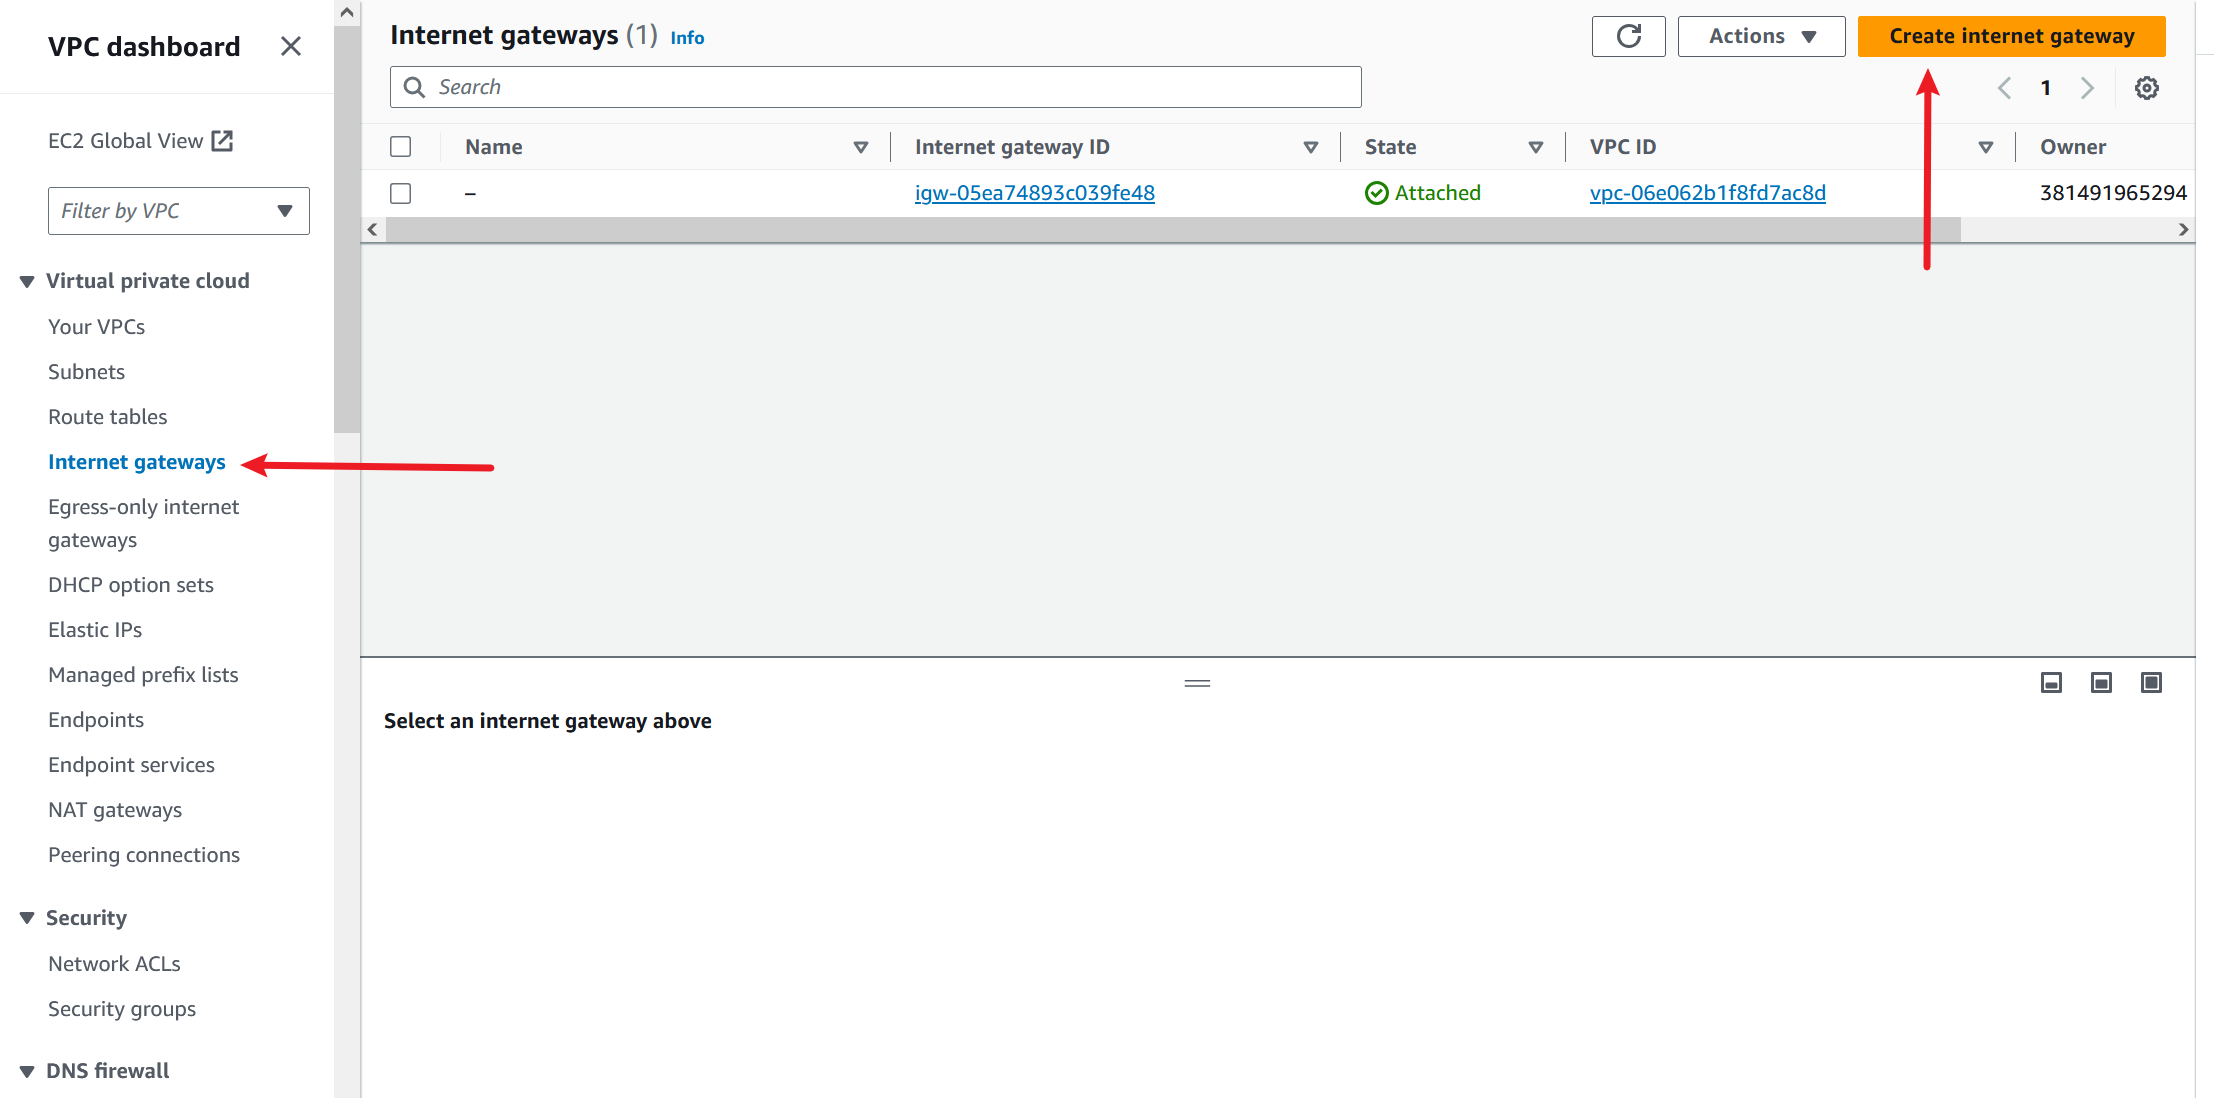 VPC dashboard
EC2 Global View
Filter by VPC
Virtual private cloud
Your VPCs
Subnets
Route tables
Internet gateways
Egress-only internet
gateways
DHCP option sets
Elastic IPs
Managed prefix lists
Endpoints
Endpoint services
NAT gateways
Peering connections
Security
Network ACLs
Security groups
DNS firewall
Internet gateways (1) Info
Actions
Create internet gateway
Search
1
Name Internet gateway ID State VPC ID Owner
– igw-05ea74893c039fe48 Attached vpc-06e062b1f8fd7ac8d 381491965294
Select an internet gateway above